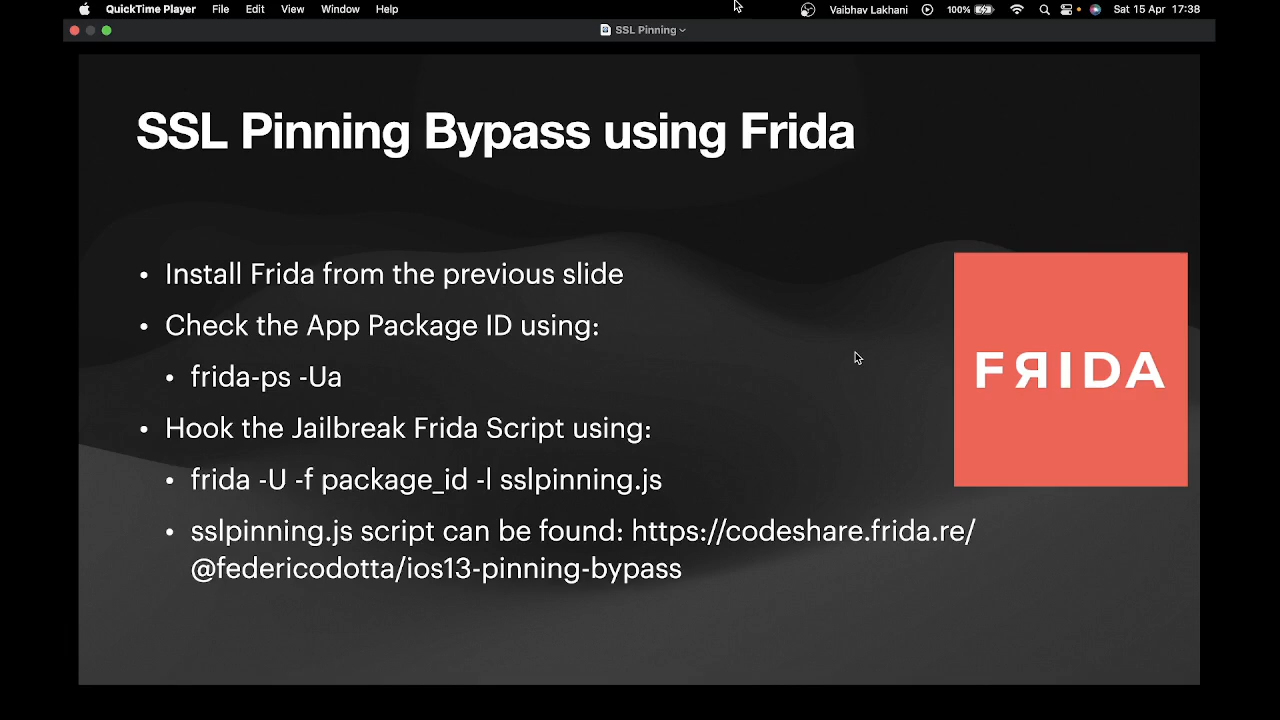 QuickTime Player File Edit View Window Help Vaibhav Lakhani 100% Sat 15 Apr 17:38
SSL Pinning
SSL Pinning Bypass using Frida
• Install Frida from the previous slide
• Check the App Package ID using:
• frida-ps -Ua
• Hook the Jailbreak Frida Script using:
• frida -U -f package_id -l sslpinning.js
• sslpinning.js script can be found: https://codeshare.frida.re/
@federicodotta/ios13-pinning-bypass
FRIDA